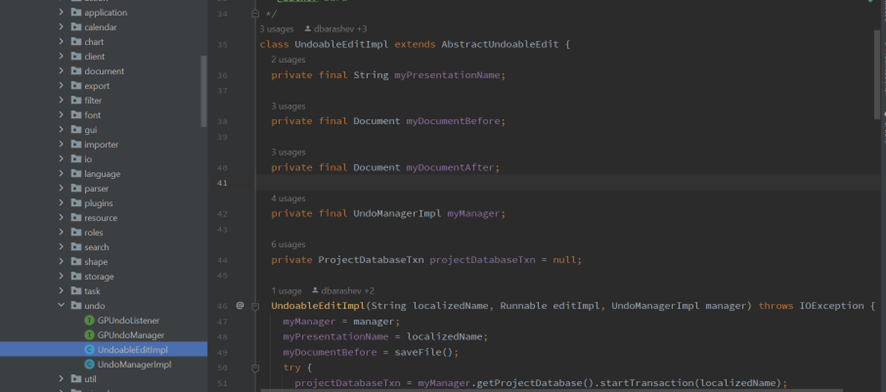 application
calendar
chart
client
document
export
filter
font
gui
importer
io
language
parser
plugins
resource
roles
search
shape
storage
task
undo
GPUndoListener
GPUndoManager
UndoableEditImpl
UndoManagerImpl
util
34 */
3 usages dbarashev +3
35 class UndoableEditImpl extends AbstractUndoableEdit {
2 usages
36 private final String myPresentationName;
37
3 usages
38 private final Document myDocumentBefore;
39
3 usages
40 private final Document myDocumentAfter;
41
4 usages
42 private final UndoManagerImpl myManager;
43
6 usages
44 private ProjectDatabaseTxn projectDatabaseTxn = null;
45
1 usage dbarashev +2
46 @ UndoableEditImpl(String localizedName, Runnable editImpl, UndoManagerImpl manager) throws IOException {
47 myManager = manager;
48 myPresentationName = localizedName;
49 myDocumentBefore = saveFile();
50 try {
51 projectDatabaseTxn = myManager.getProjectDatabase().startTransaction(localizedName);